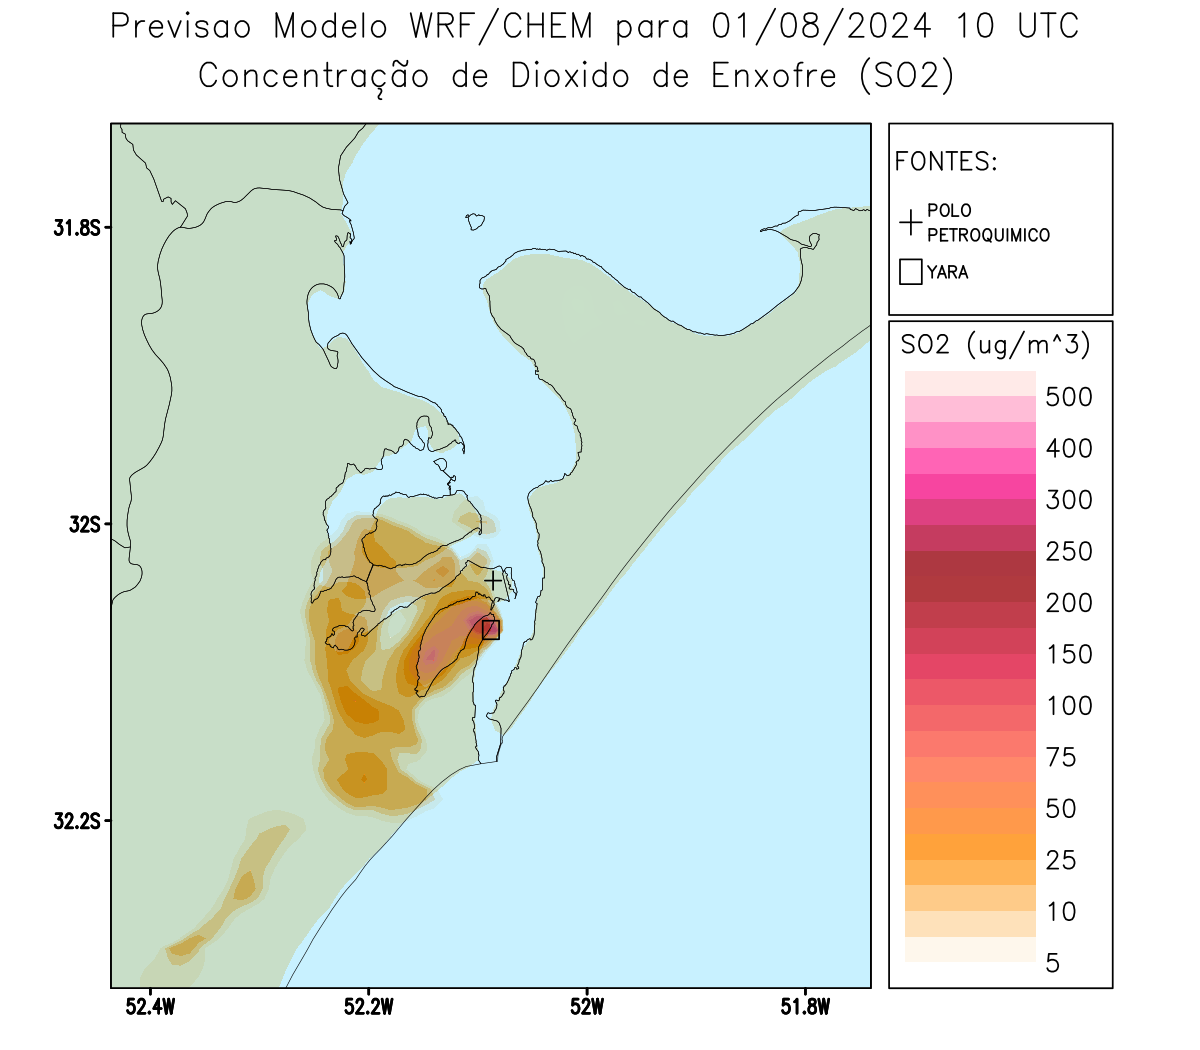 Previsao Modelo WRF/CHEM para 01/08/2024 10 UTC
Concentração de Dioxido de Enxofre (SO2)
FONTES:
POLO
PETROQUIMICO
YARA
SO2 (ug/m^3)
500
400
300
250
200
150
100
75
50
25
10
5
31.8S
32S
32.2S
52.4W
52.2W
52W
51.8W